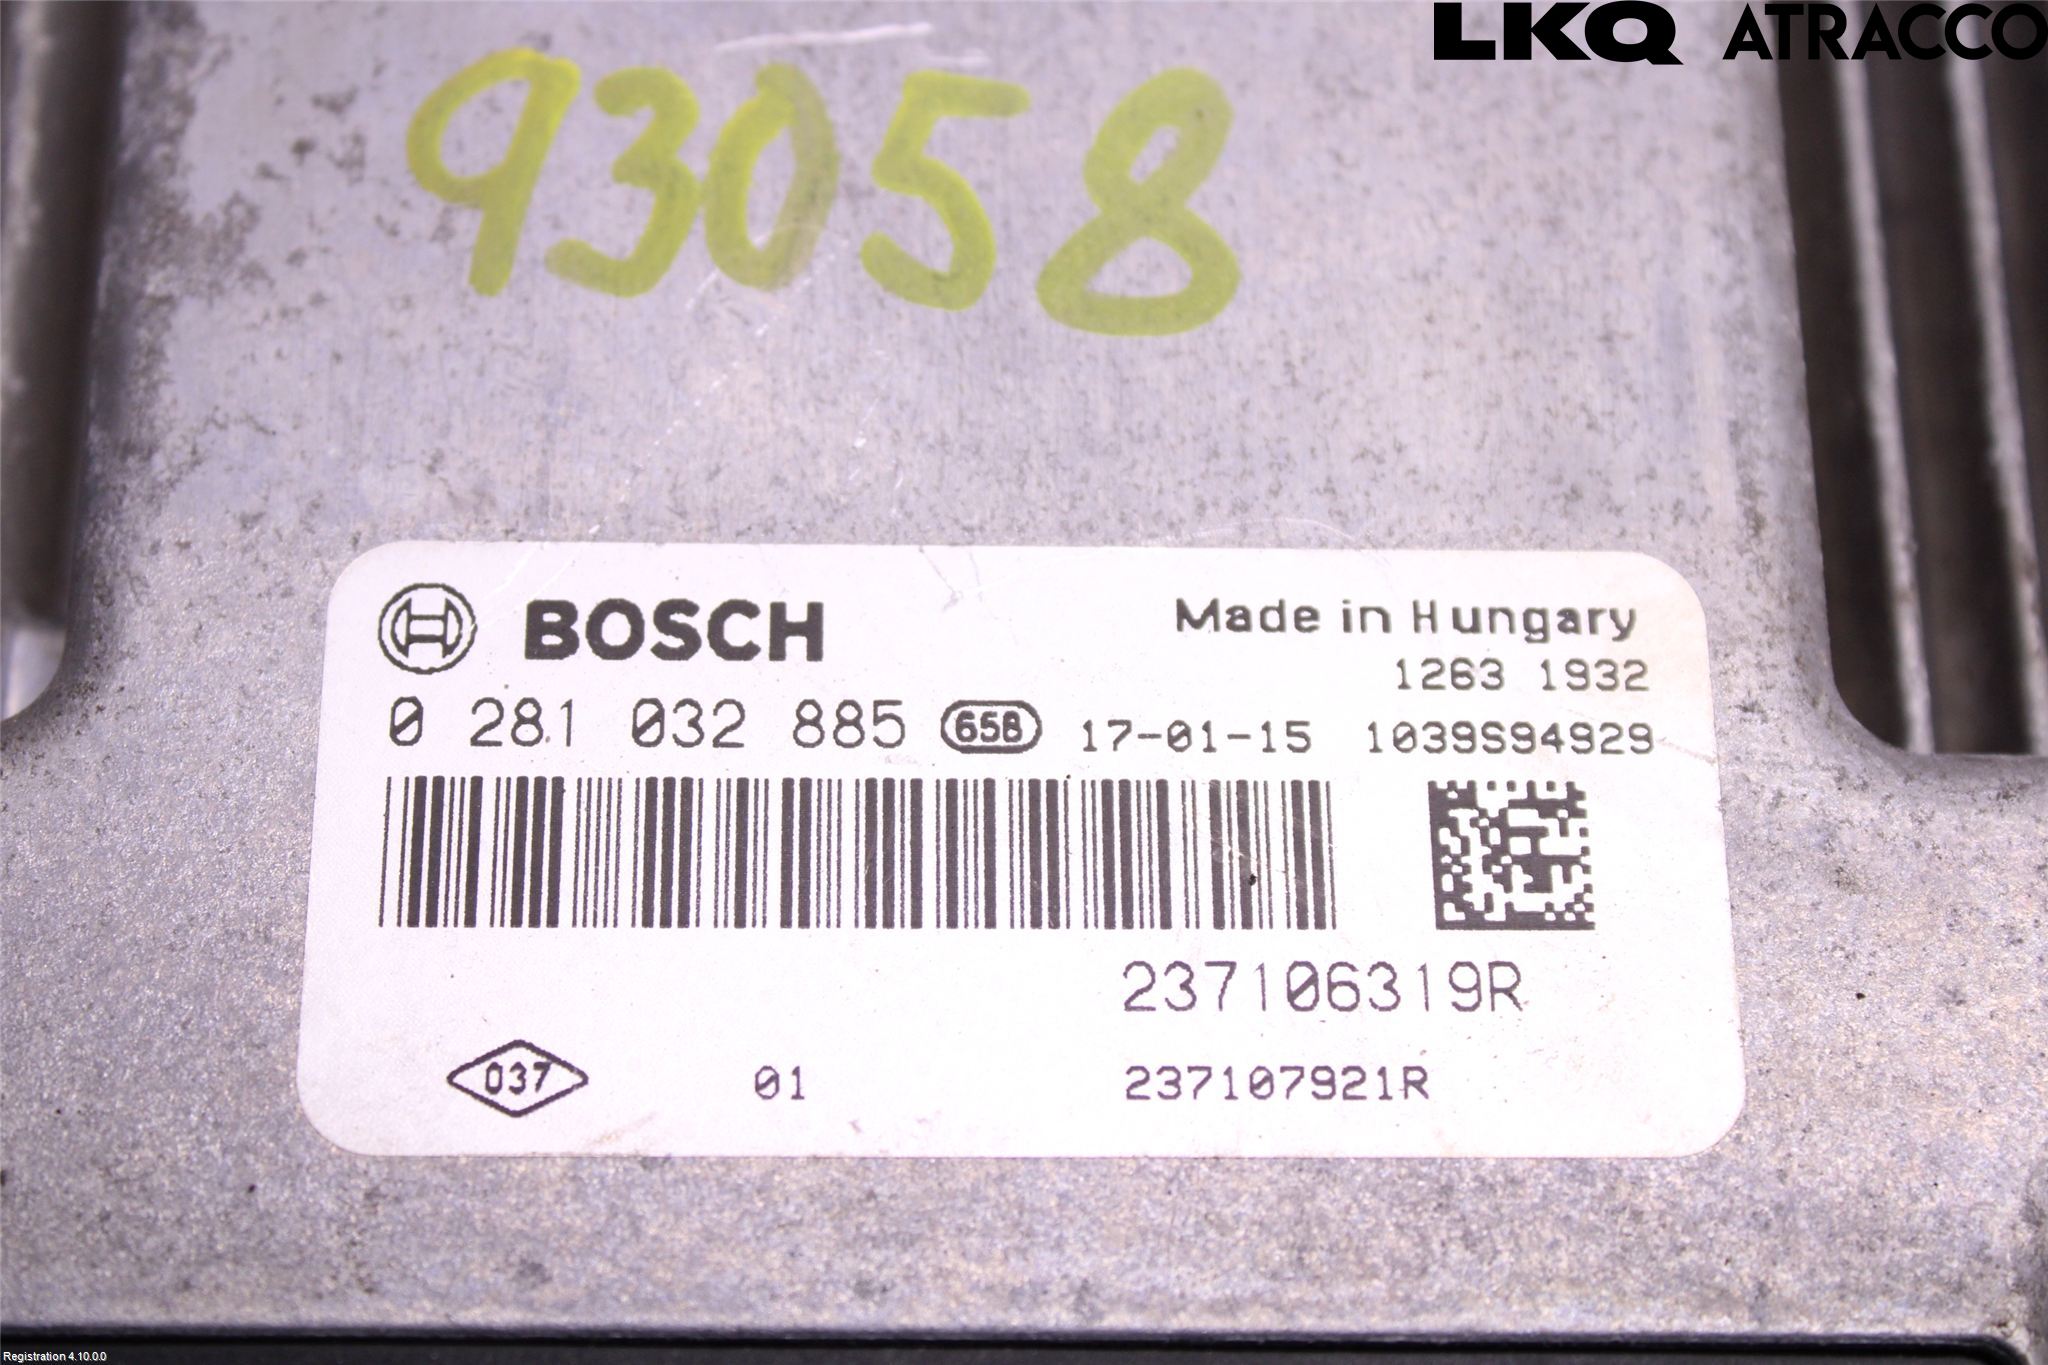 LKQ ATRACCO
93058
BOSCH Made in Hungary
1263 1932
0 281 032 885 658 17-01-15 1039S94929
237106319R
037 01 237107921R
Registration 4.10.0.0